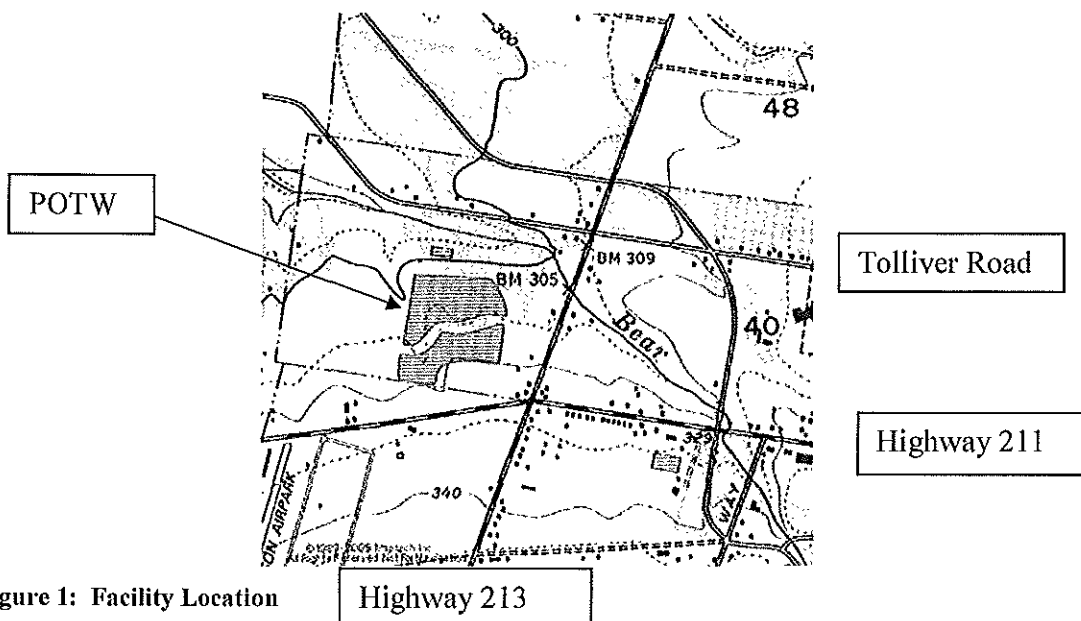 300
48
POTW
BM 309
BM 305
Tolliver Road
Bear
40
Highway 211
340
WAY
ON AIRPARK
gure 1: Facility Location
Highway 213